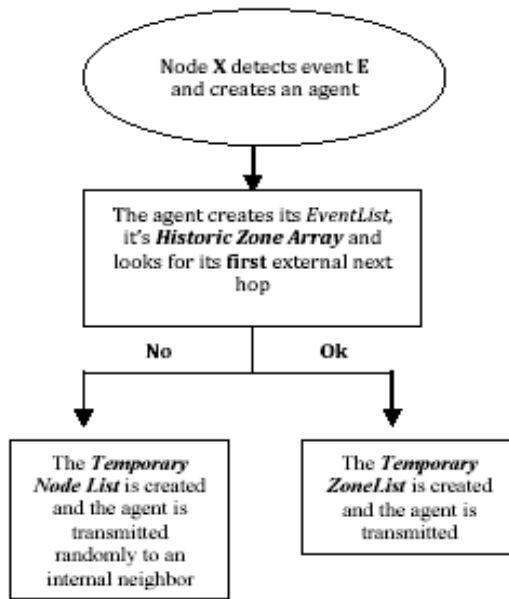 Node X detects event E
and creates an agent
The agent creates its EventList,
it's Historic Zone Array and
looks for its first external next
hop
No
Ok
The Temporary
Node List is created
and the agent is
transmitted
randomly to an
internal neighbor
The Temporary
ZoneList is created
and the agent is
transmitted